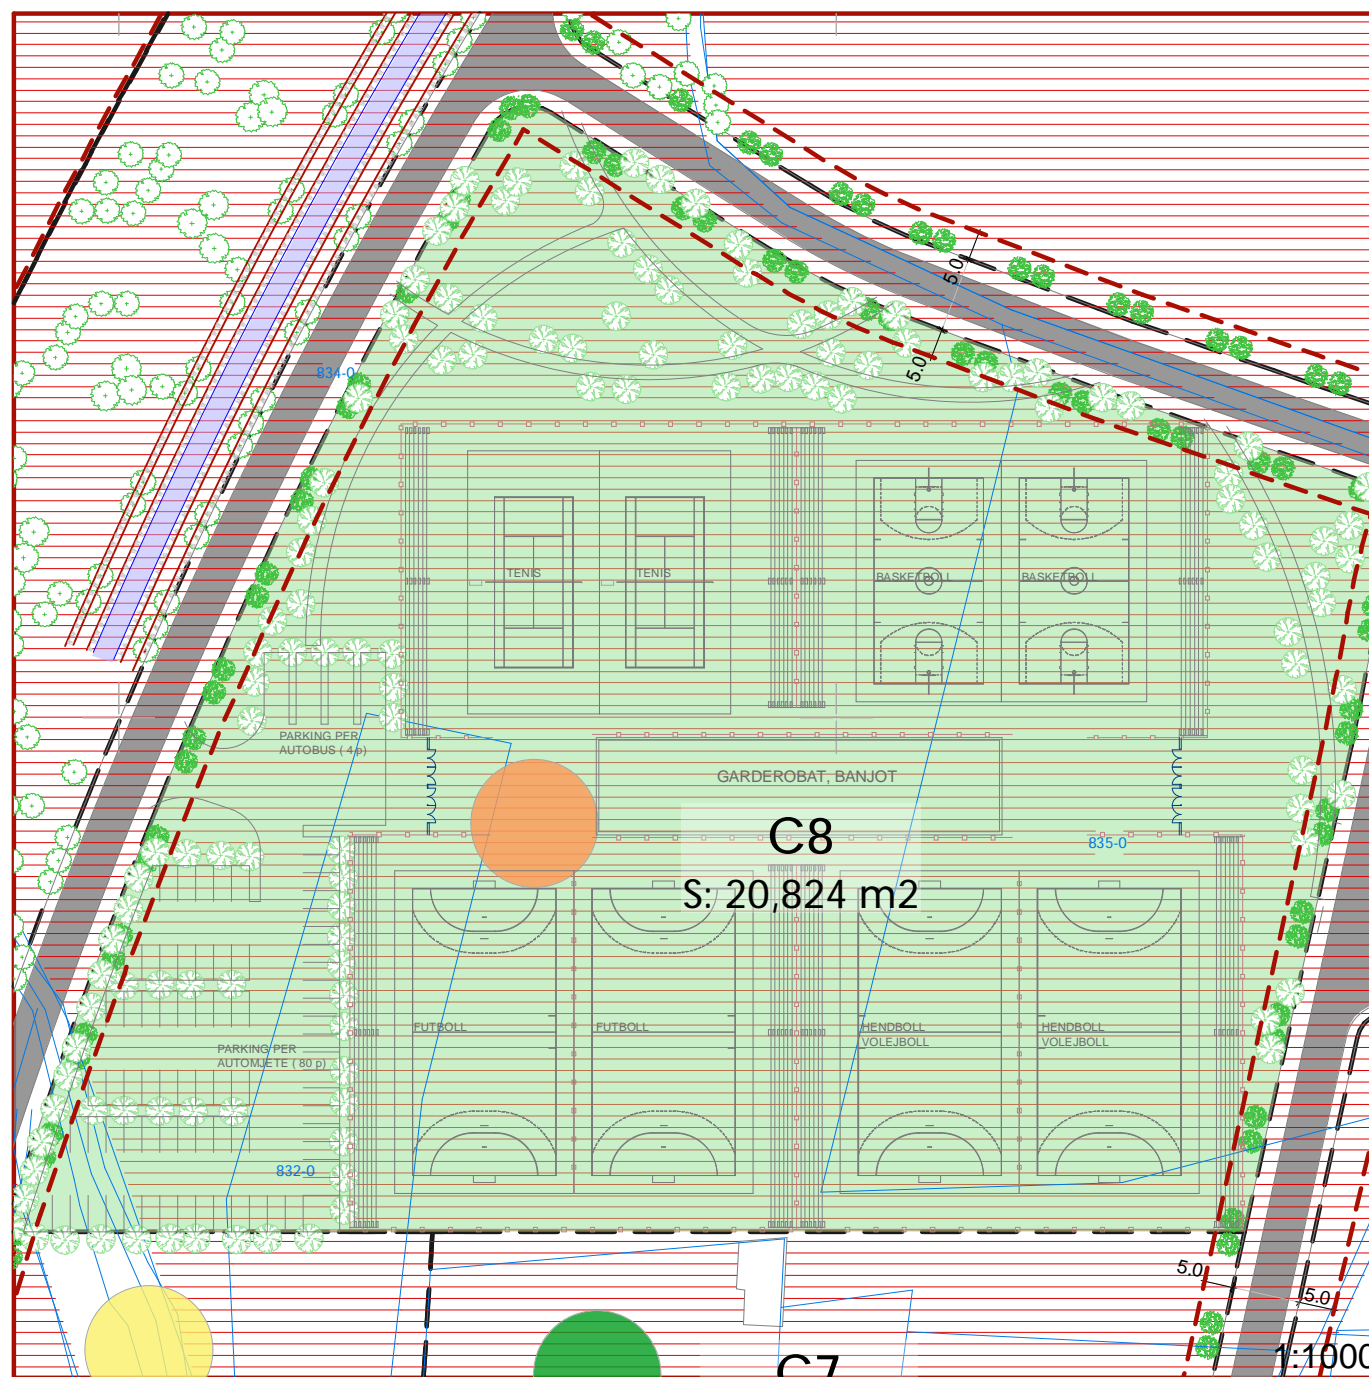 5.0
5.0
834-0
TENIS
TENIS
BASKETBOLL
BASKETBOLL
PARKING PER
AUTOBUS ( 4 p)
GARDEROBAT, BANJOT
C8
835-0
S: 20,824 m2
FUTBOLL
FUTBOLL
HENDBOLL
VOLEJBOLL
HENDBOLL
VOLEJBOLL
PARKING PER
AUTOMJETE ( 80 p)
832-0
5.0
5.0
C7
1:1000